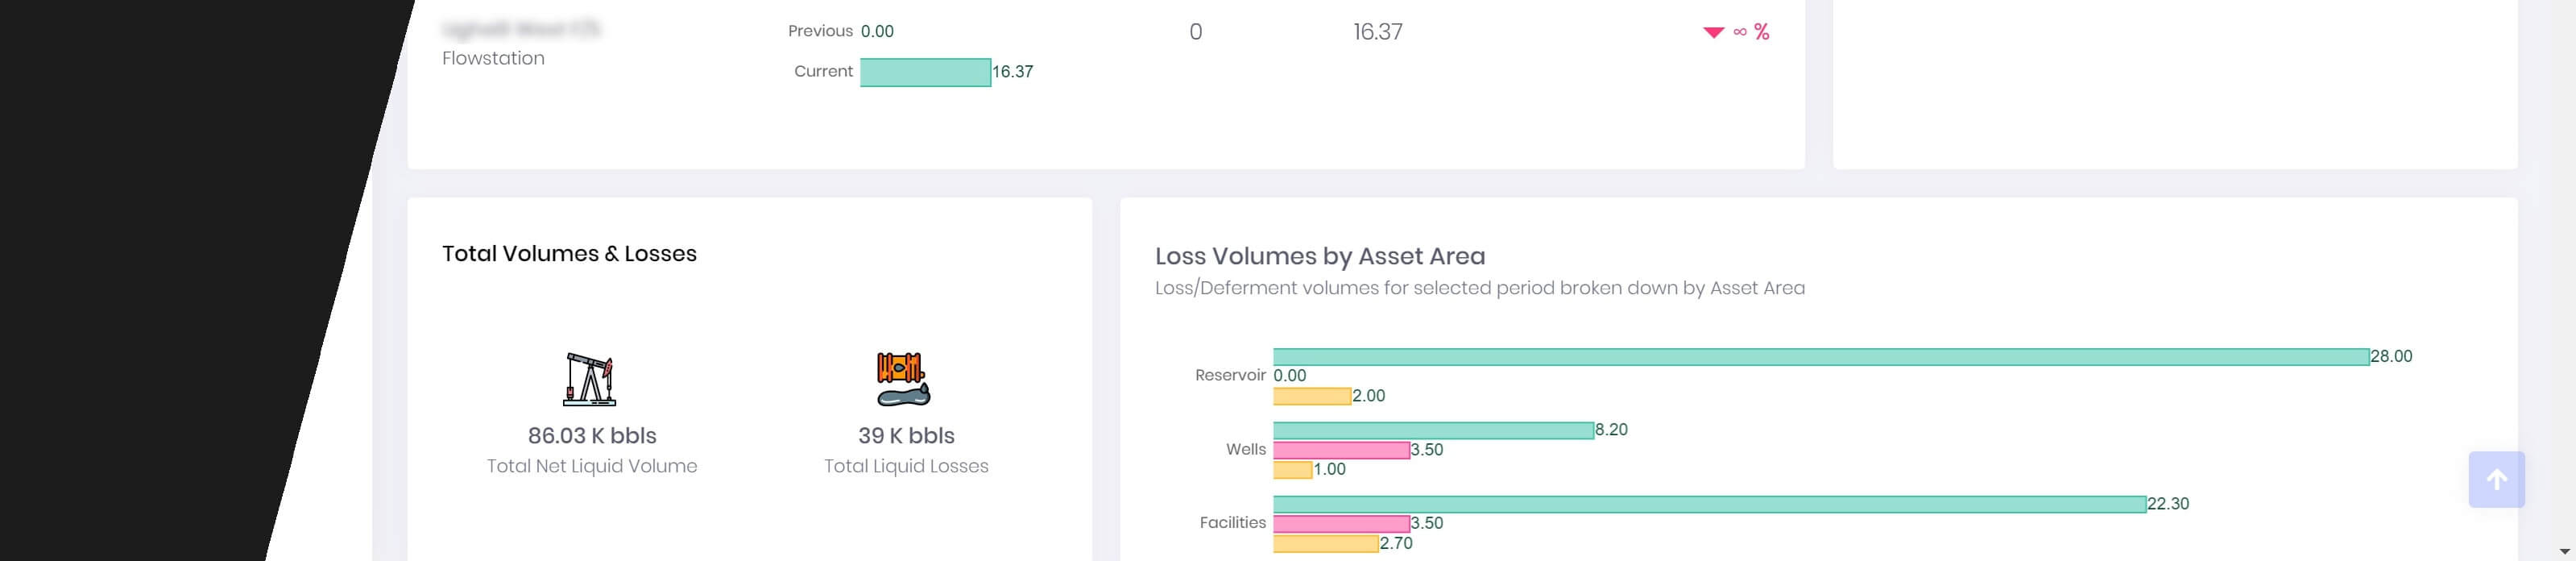 Previous 0.00 0 16.37 ∞ %
Flowstation
Current 16.37
Total Volumes & Losses
86.03 K bbls
Total Net Liquid Volume
39 K bbls
Total Liquid Losses
Loss Volumes by Asset Area
Loss/Deferment volumes for selected period broken down by Asset Area
28.00
Reservoir 0.00
2.00
8.20
Wells 3.50
1.00
22.30
Facilities 3.50
2.70